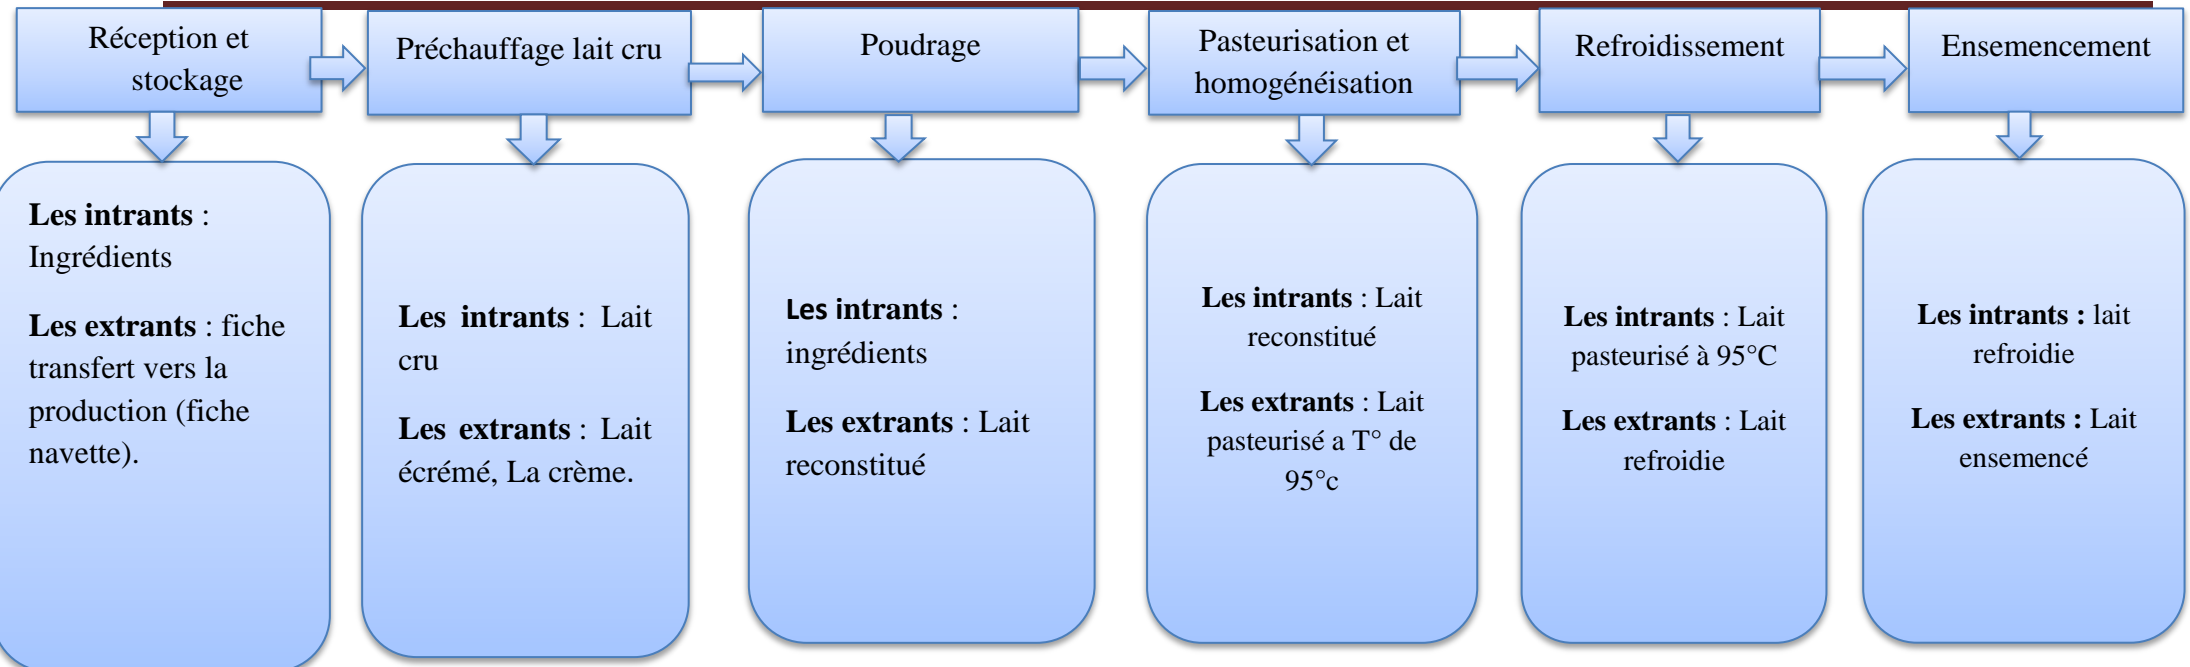 Réception et
stockage
Préchauffage lait cru
Poudrage
Pasteurisation et
homogénéisation
Refroidissement
Ensemencement
Les intrants :
Ingrédients
Les extrants : fiche
transfert vers la
production (fiche
navette).
Les intrants : Lait
cru
Les extrants : Lait
écrémé, La crème.
Les intrants :
ingrédients
Les extrants : Lait
reconstitué
Les intrants : Lait
reconstitué
Les extrants : Lait
pasteurisé a T° de
95°c
Les intrants : Lait
pasteurisé à 95°C
Les extrants : Lait
refroidie
Les intrants : lait
refroidie
Les extrants : Lait
ensemencé